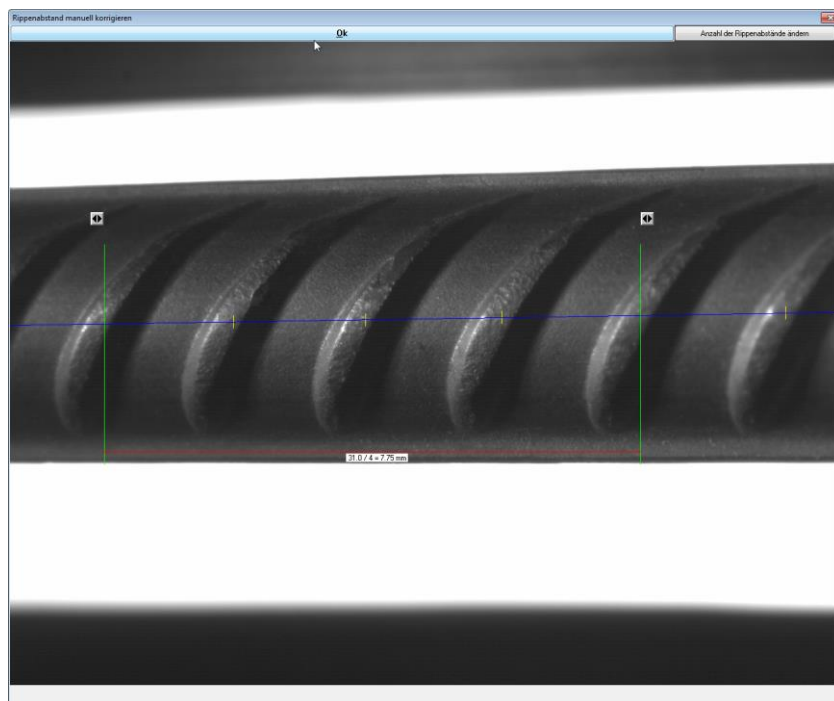 Rippenabstand manuell korrigieren
Ok
Anzahl der Rippenabstände ändern
31.0 / 4 = 7.75 mm